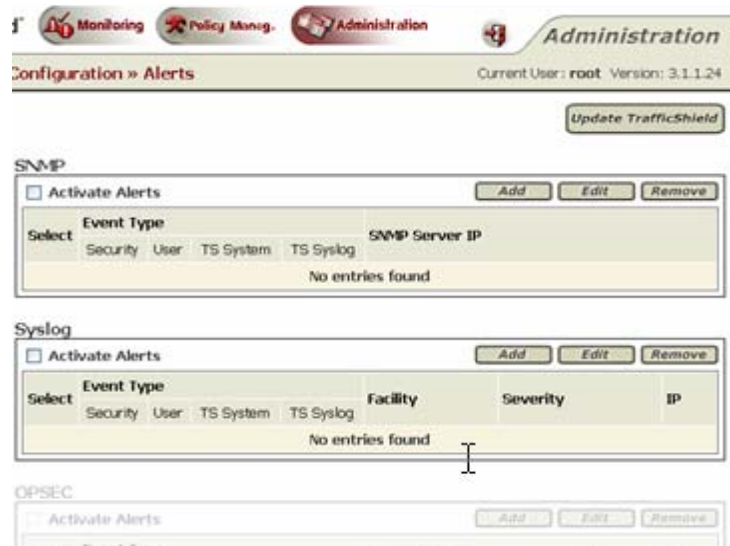 Monitoring Policy Manag. Administration Administration
Configuration » Alerts Current User: root Version: 3.1.1.24
Update TrafficShield
SNMP
Activate Alerts Add Edit Remove
Select Event Type SNMP Server IP
Security User TS System TS Syslog
No entries found
Syslog
Activate Alerts Add Edit Remove
Select Event Type Facility Severity IP
Security User TS System TS Syslog
No entries found
OPSEC
Activate Alerts Add Edit Remove